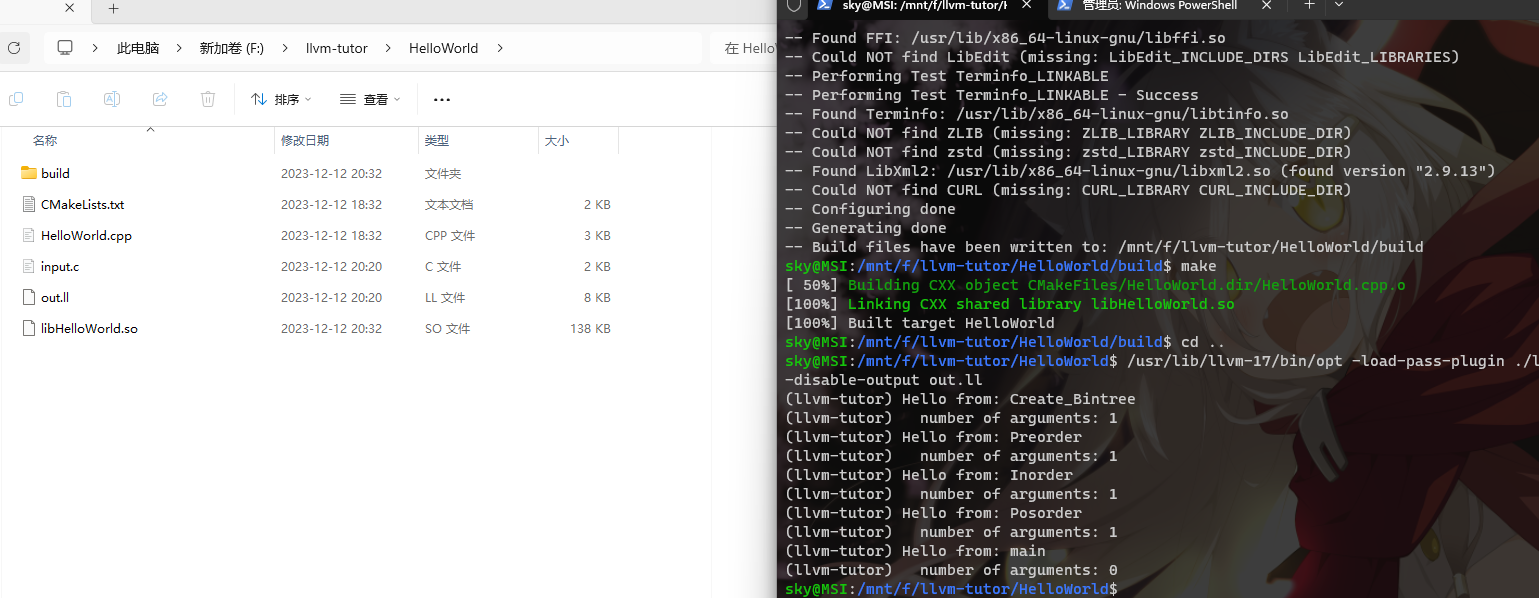 此电脑 > 新加卷 (F:) > llvm-tutor > HelloWorld >
在 Hello
排序
查看
名称 修改日期 类型 大小
build 2023-12-12 20:32 文件夹
CMakeLists.txt 2023-12-12 18:32 文本文档 2 KB
HelloWorld.cpp 2023-12-12 18:32 CPP 文件 3 KB
input.c 2023-12-12 20:20 C 文件 2 KB
out.ll 2023-12-12 20:20 LL 文件 8 KB
libHelloWorld.so 2023-12-12 20:32 SO 文件 138 KB
sky@MSI: /mnt/f/llvm-tutor/H
管理员: Windows PowerShell
-- Found FFI: /usr/lib/x86_64-linux-gnu/libffi.so
-- Could NOT find LibEdit (missing: LibEdit_INCLUDE_DIRS LibEdit_LIBRARIES)
-- Performing Test Terminfo_LINKABLE
-- Performing Test Terminfo_LINKABLE - Success
-- Found Terminfo: /usr/lib/x86_64-linux-gnu/libtinfo.so
-- Could NOT find ZLIB (missing: ZLIB_LIBRARY ZLIB_INCLUDE_DIR)
-- Could NOT find zstd (missing: zstd_LIBRARY zstd_INCLUDE_DIR)
-- Found LibXml2: /usr/lib/x86_64-linux-gnu/libxml2.so (found version "2.9.13")
-- Could NOT find CURL (missing: CURL_LIBRARY CURL_INCLUDE_DIR)
-- Configuring done
-- Generating done
-- Build files have been written to: /mnt/f/llvm-tutor/HelloWorld/build
sky@MSI:/mnt/f/llvm-tutor/HelloWorld/build$ make
[ 50%] Building CXX object CMakeFiles/HelloWorld.dir/HelloWorld.cpp.o
[100%] Linking CXX shared library libHelloWorld.so
[100%] Built target HelloWorld
sky@MSI:/mnt/f/llvm-tutor/HelloWorld/build$ cd ..
sky@MSI:/mnt/f/llvm-tutor/HelloWorld$ /usr/lib/llvm-17/bin/opt -load-pass-plugin ./l
-disable-output out.ll
(llvm-tutor) Hello from: Create_Bintree
(llvm-tutor)   number of arguments: 1
(llvm-tutor) Hello from: Preorder
(llvm-tutor)   number of arguments: 1
(llvm-tutor) Hello from: Inorder
(llvm-tutor)   number of arguments: 1
(llvm-tutor) Hello from: Posorder
(llvm-tutor)   number of arguments: 1
(llvm-tutor) Hello from: main
(llvm-tutor)   number of arguments: 0
sky@MSI:/mnt/f/llvm-tutor/HelloWorld$